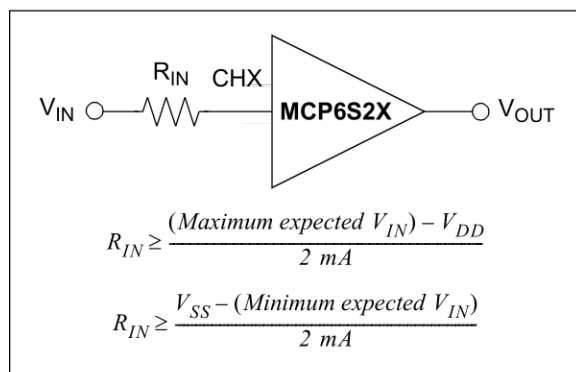 R_IN CHX
V_IN MCP6S2X V_OUT
R_IN ≥ (Maximum expected V_IN) – V_DD / 2 mA
R_IN ≥ V_SS – (Minimum expected V_IN) / 2 mA